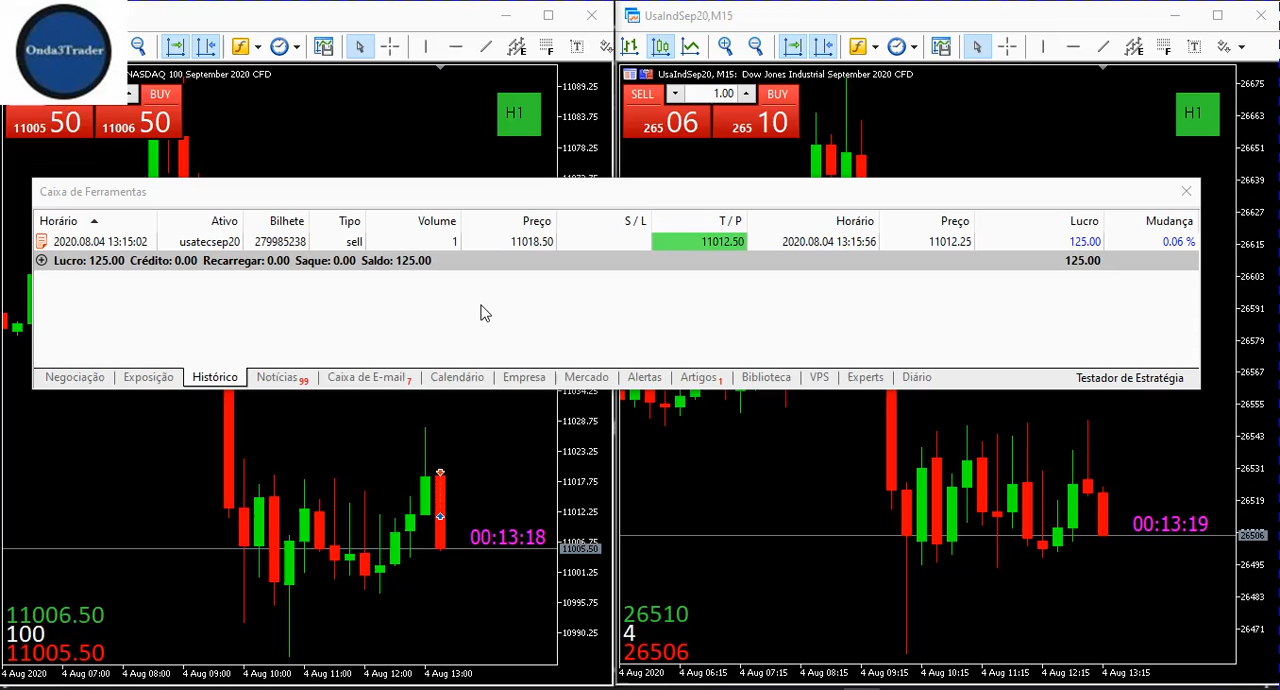 Onda3Trader
NASDAQ 100 September 2020 CFD
BUY
11005 50
11006 50
H1
UsaIndSep20,M15
UsaIndSep20, M15: Dow Jones Industrial September 2020 CFD
SELL 1.00 BUY
265 06
265 10
H1
Caixa de Ferramentas
Horário Ativo Bilhete Tipo Volume Preço S / L T / P Horário Preço Lucro Mudança
2020.08.04 13:15:02 usatecsep20 279985238 sell 1 11018.50 11012.50 2020.08.04 13:15:56 11012.25 125.00 0.06 %
Lucro: 125.00 Crédito: 0.00 Recarregar: 0.00 Saque: 0.00 Saldo: 125.00 125.00
Negociação Exposição Histórico Notícias 99 Caixa de E-mail 7 Calendário Empresa Mercado Alertas Artigos 1 Biblioteca VPS Experts Diário Testador de Estratégia
11089.25
11083.75
11078.25
11028.75
11023.25
11017.75
11012.25
11006.75
11005.50
11001.25
10995.75
10990.25
00:13:18
11006.50
100
11005.50
4 Aug 2020 4 Aug 07:00 4 Aug 08:00 4 Aug 09:00 4 Aug 10:00 4 Aug 11:00 4 Aug 12:00 4 Aug 13:00
26675
26663
26651
26639
26627
26615
26603
26591
26579
26567
26555
26543
26531
26519
26506
26495
26483
26471
00:13:19
26510
4
26506
4 Aug 2020 4 Aug 06:15 4 Aug 07:15 4 Aug 08:15 4 Aug 09:15 4 Aug 10:15 4 Aug 11:15 4 Aug 12:15 4 Aug 13:15